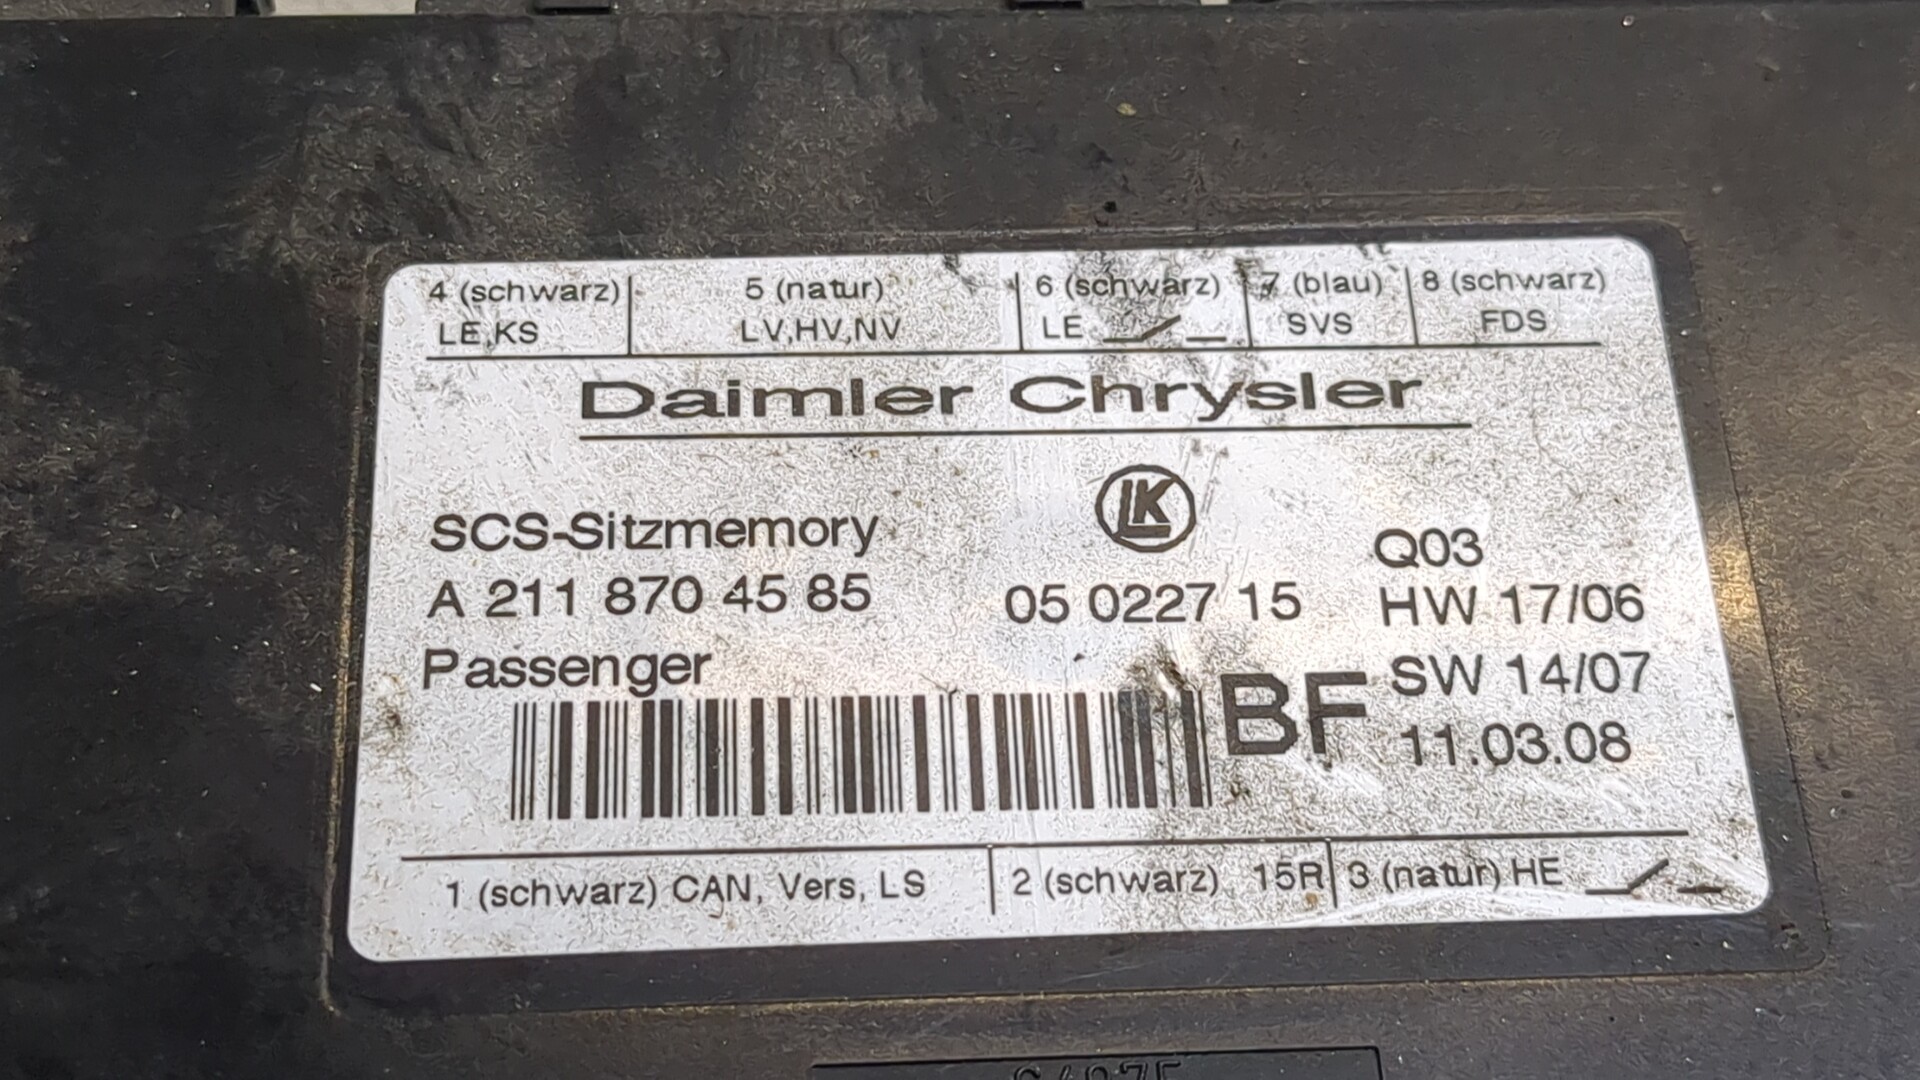 4 (schwarz) 5 (natur) 6 (schwarz) 7 (blau) 8 (schwarz)
LE,KS LV,HV,NV LE SVS FDS
Daimler Chrysler
LK
SCS-Sitzmemory Q03
A 211 870 45 85 05 0227 15 HW 17/06
Passenger BF SW 14/07
11.03.08
1 (schwarz) CAN, Vers, LS 2 (schwarz) 15R 3 (natur) HE